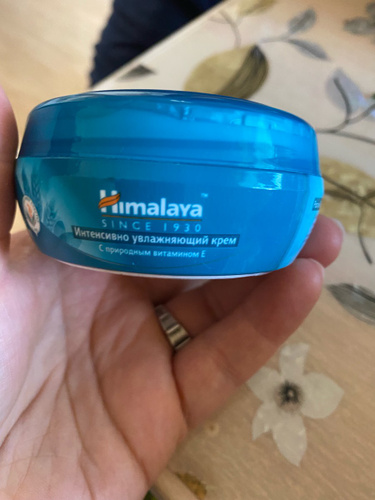 Himalaya
SINCE 1930
Интенсивно увлажняющий крем
С природным витамином Е